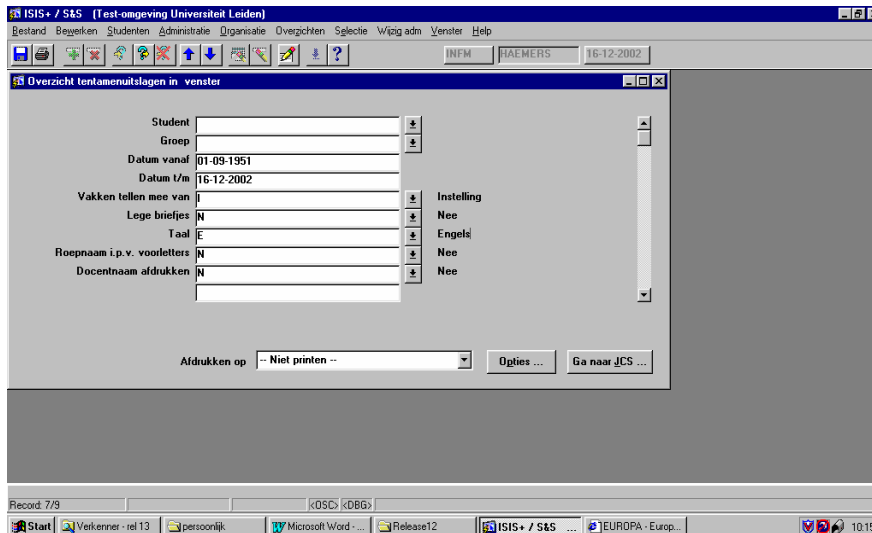 ISIS+ / S&S (Test-omgeving Universiteit Leiden)
Bestand Bewerken Studenten Administratie Organisatie Overzichten Selectie Wijzig adm Venster Help
INFM HAEMERS 16-12-2002
Overzicht tentamenuitslagen in venster
Student
Groep
Datum vanaf 01-09-1951
Datum t/m 16-12-2002
Vakken tellen mee van I Instelling
Lege briefjes N Nee
Taal E Engels
Roepnaam i.p.v. voorletters N Nee
Docentnaam afdrukken N Nee
Afdrukken op -- Niet printen -- Opties ... Ga naar JCS ...
Record: 7/9 <OSC> <DBG>
Start Verkenner - rel 13 persoonlijk Microsoft Word - ... Release12 ISIS+ / S&S ... EUROPA - Europ... 10:15